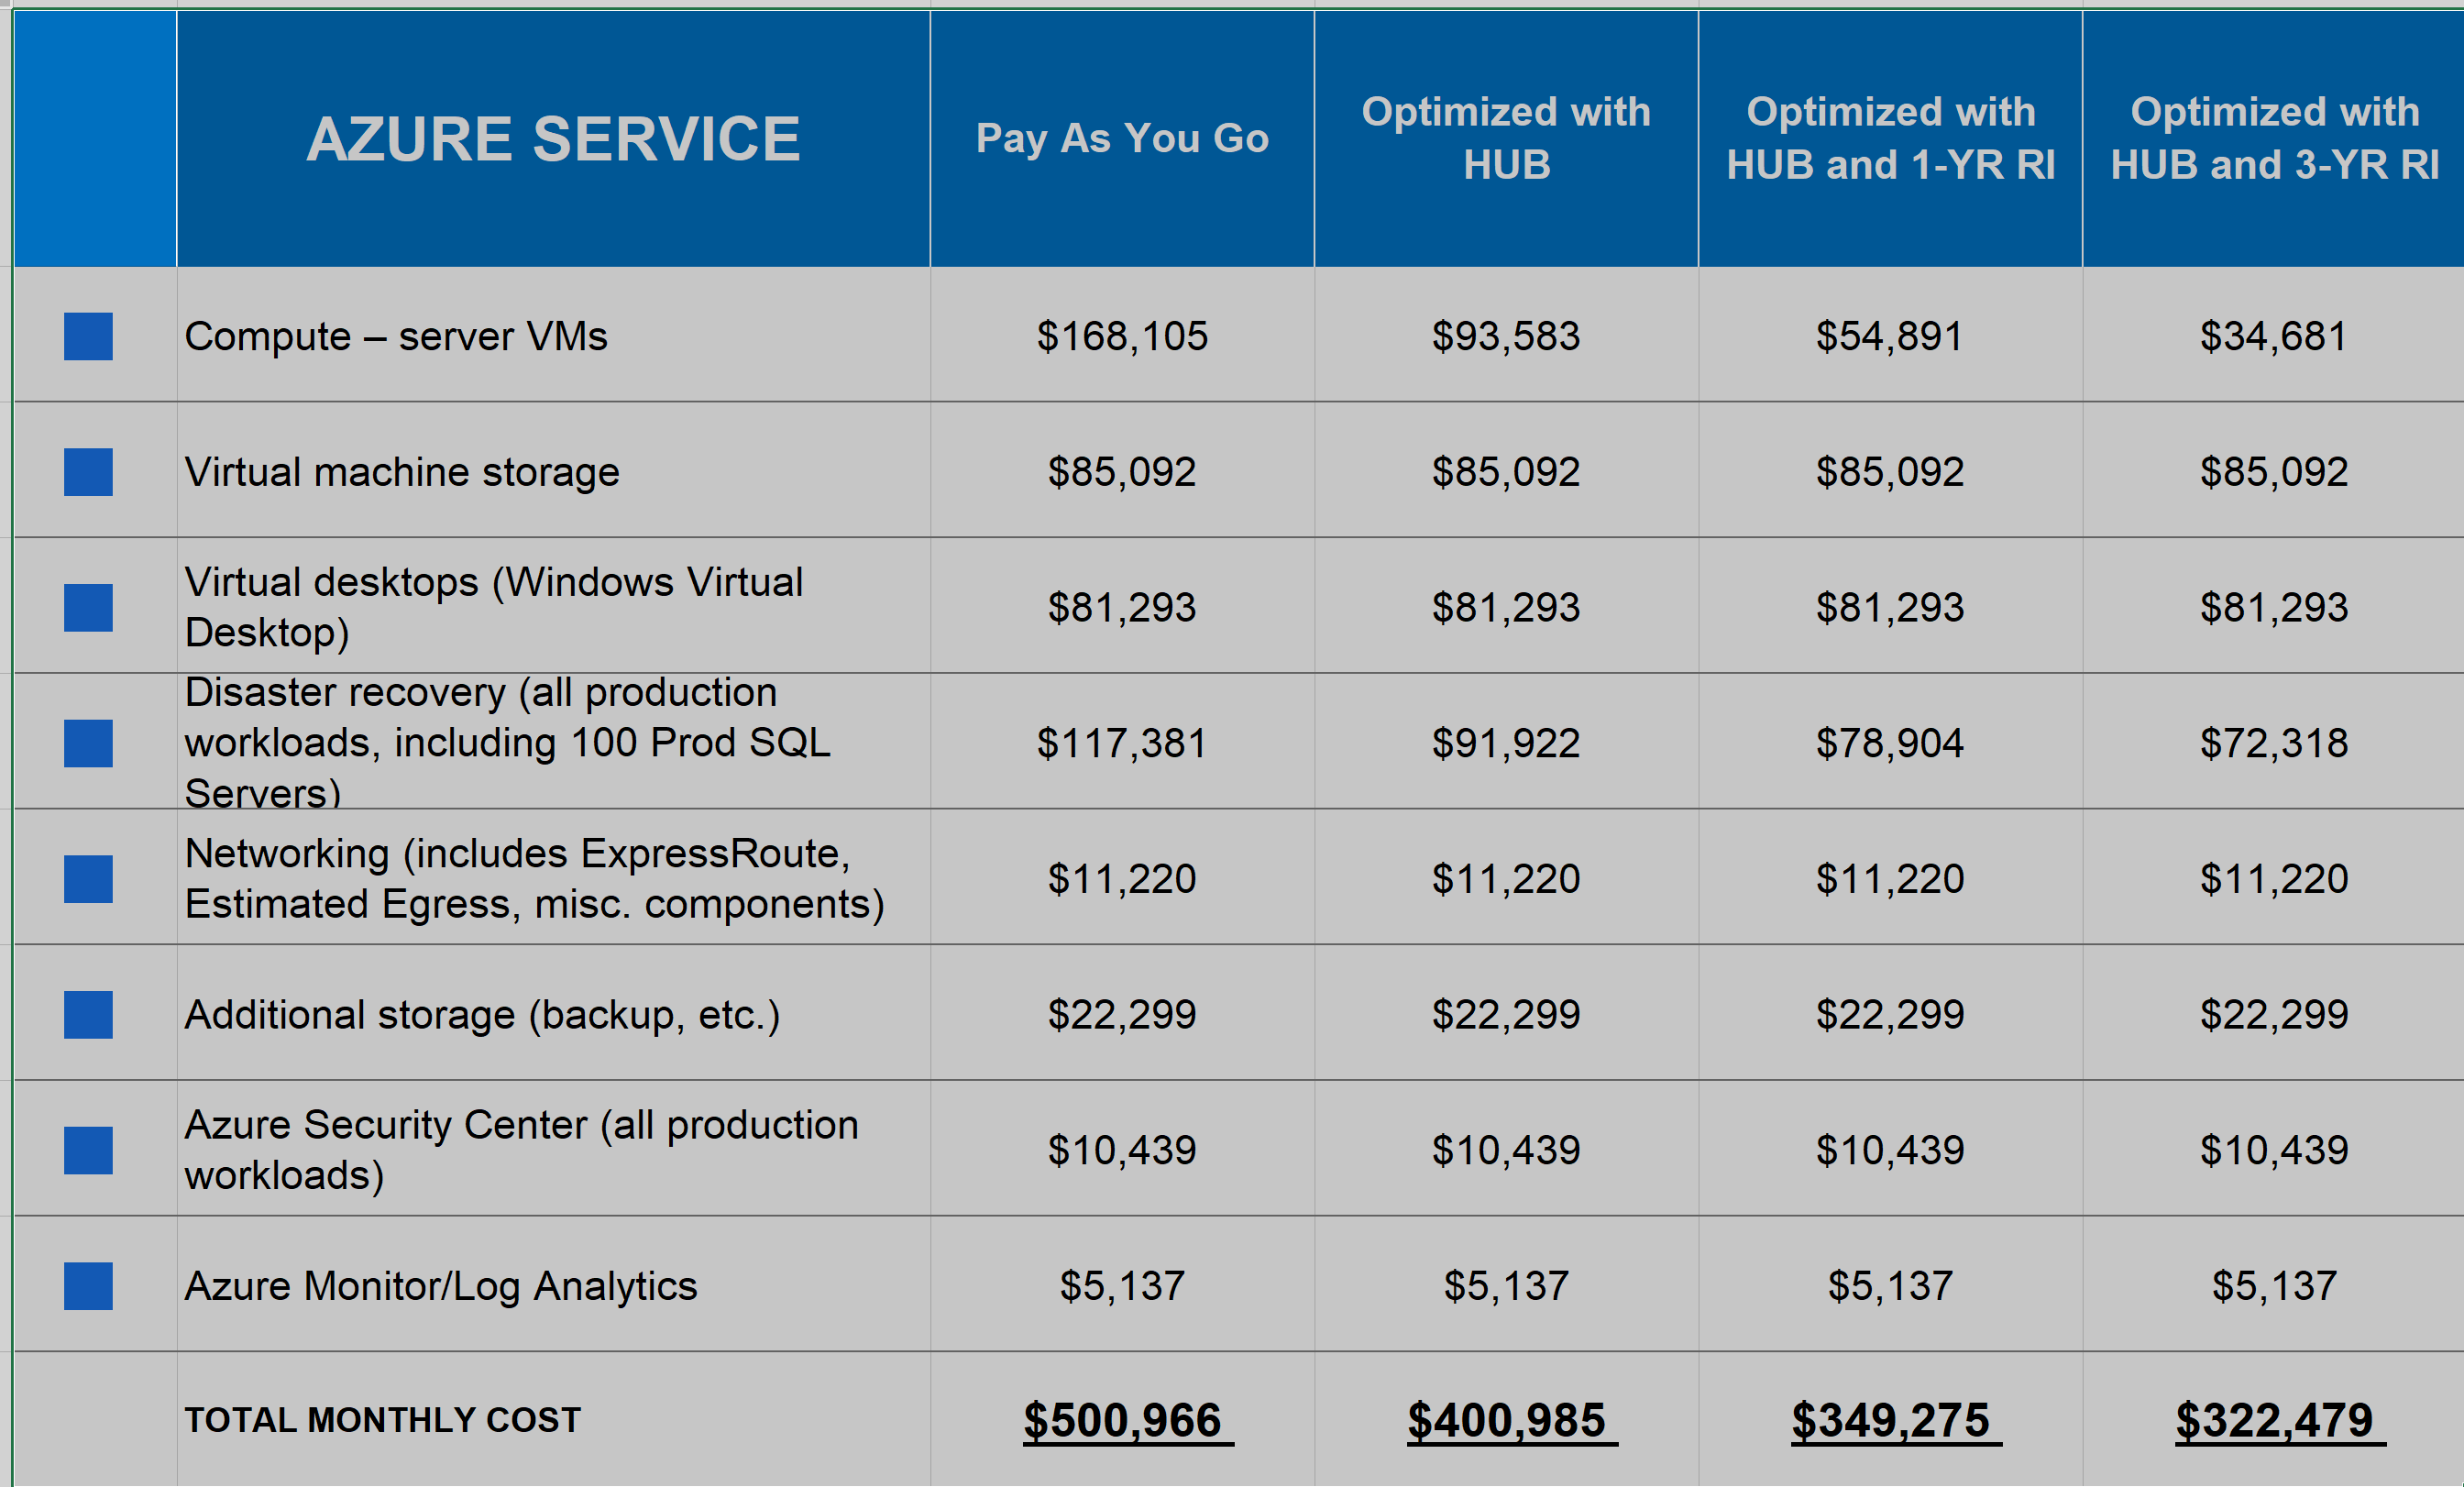 AZURE SERVICE
Pay As You Go
Optimized with
HUB
Optimized with
HUB and 1-YR RI
Optimized with
HUB and 3-YR RI
Compute – server VMs
$168,105
$93,583
$54,891
$34,681
Virtual machine storage
$85,092
$85,092
$85,092
$85,092
Virtual desktops (Windows Virtual
Desktop)
$81,293
$81,293
$81,293
$81,293
Disaster recovery (all production
workloads, including 100 Prod SQL
Servers)
$117,381
$91,922
$78,904
$72,318
Networking (includes ExpressRoute,
Estimated Egress, misc. components)
$11,220
$11,220
$11,220
$11,220
Additional storage (backup, etc.)
$22,299
$22,299
$22,299
$22,299
Azure Security Center (all production
workloads)
$10,439
$10,439
$10,439
$10,439
Azure Monitor/Log Analytics
$5,137
$5,137
$5,137
$5,137
TOTAL MONTHLY COST
$500,966
$400,985
$349,275
$322,479